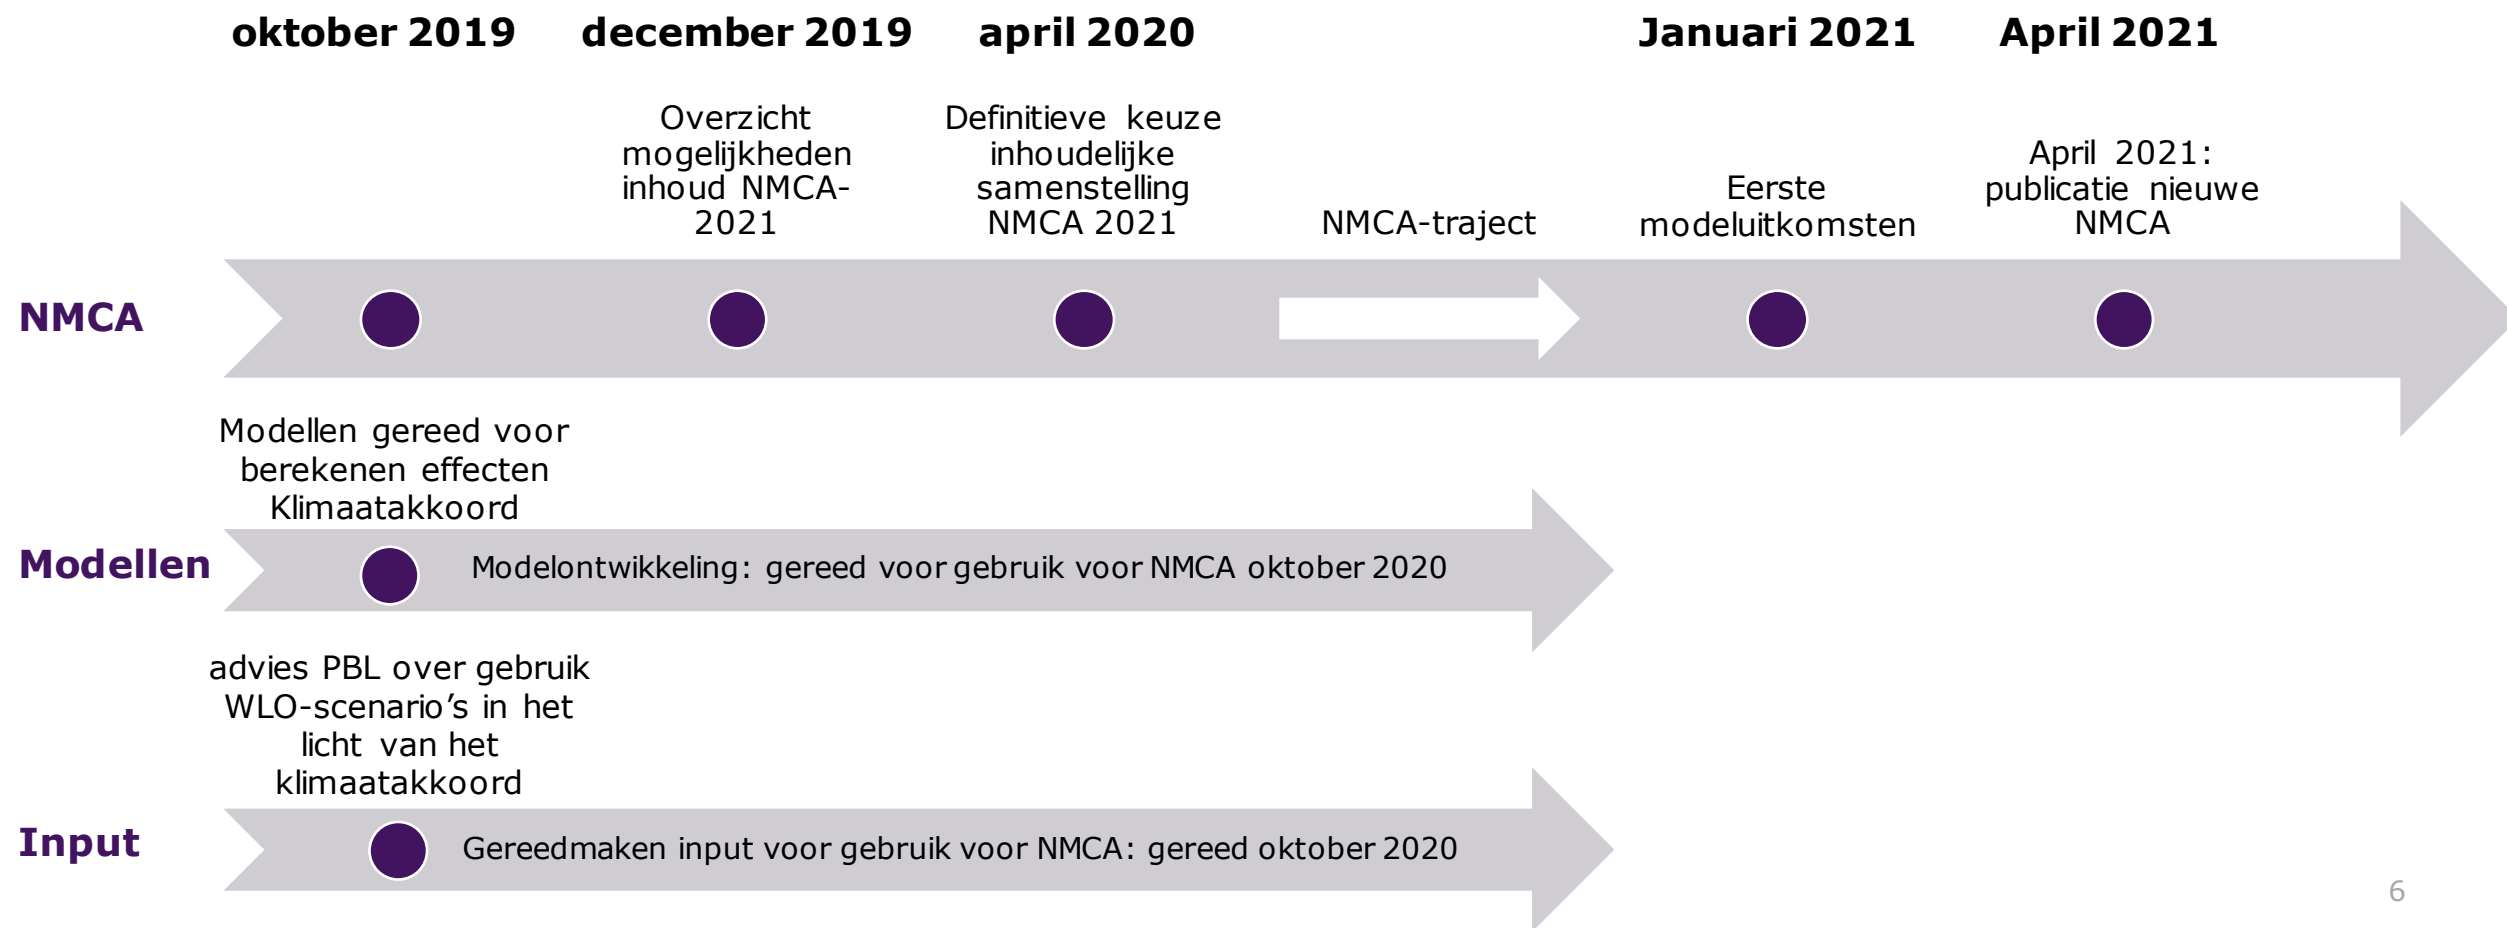 oktober 2019 december 2019 april 2020 Januari 2021 April 2021
Overzicht
mogelijkheden
inhoud NMCA-
2021
Definitieve keuze
inhoudelijke
samenstelling
NMCA 2021
NMCA-traject
Eerste
modeluitkomsten
April 2021:
publicatie nieuwe
NMCA
NMCA
Modellen gereed voor
berekenen effecten
Klimaatakkoord
Modellen
Modelontwikkeling: gereed voor gebruik voor NMCA oktober 2020
advies PBL over gebruik
WLO-scenario’s in het
licht van het
klimaatakkoord
Input
Gereedmaken input voor gebruik voor NMCA: gereed oktober 2020
6